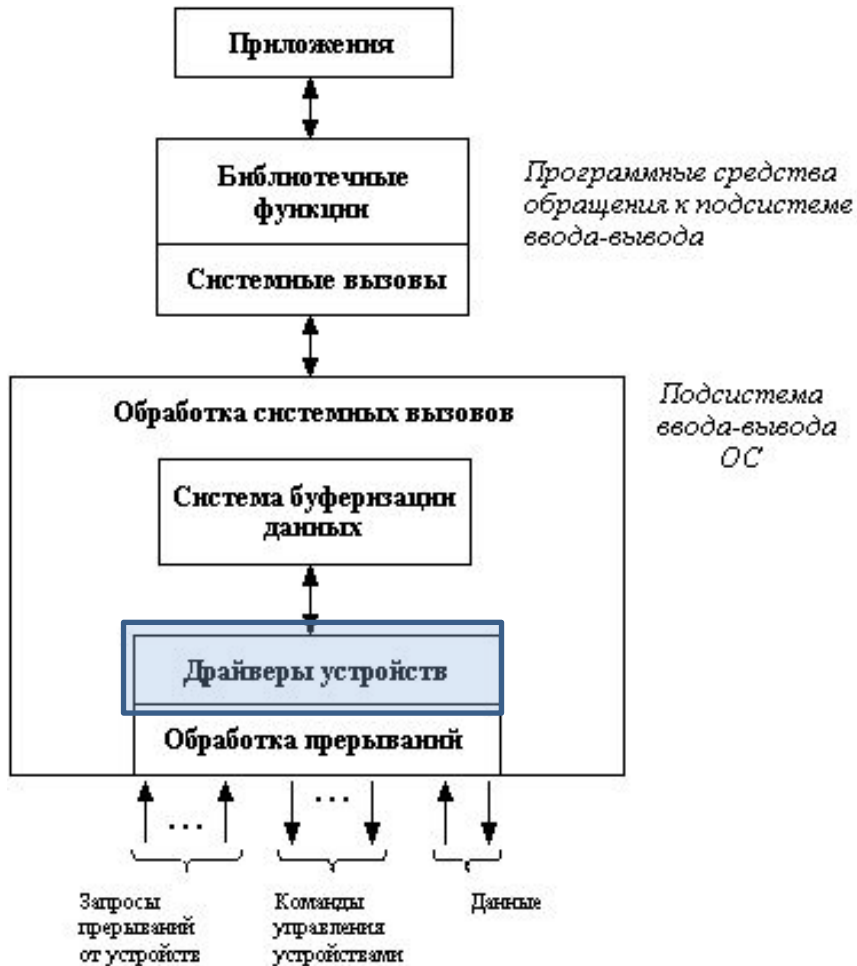 Приложения
Библиотечные
функции
Системные вызовы
Программные средства
обращения к подсистеме
ввода-вывода
Обработка системных вызовов
Подсистема
ввода-вывода
ОС
Система буферизации
данных
Драйверы устройств
Обработка прерываний
...
...
Запросы
прерываний
от устройств
Команды
управления
устройствами
Данные